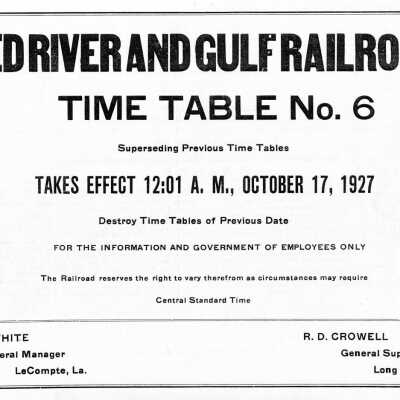 ED RIVER AND GULF RAILRO
TIME TABLE No. 6
Superseding Previous Time Tables
TAKES EFFECT 12:01 A. M., OCTOBER 17, 1927
Destroy Time Tables of Previous Date
FOR THE INFORMATION AND GOVERNMENT OF EMPLOYEES ONLY
The Railroad reserves the right to vary therefrom as circumstances may require
Central Standard Time
HITE
eral Manager
LeCompte, La.
R. D. CROWELL
General Sup
Long